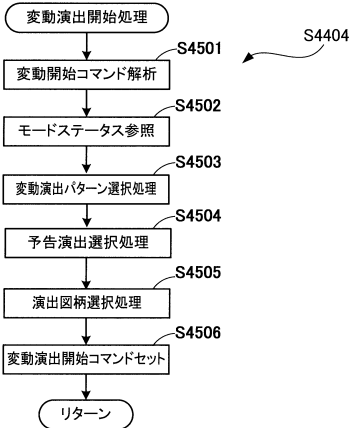 変動演出開始処理
S4404
S4501
変動開始コマンド解析
S4502
モードステータス参照
S4503
変動演出パターン選択処理
S4504
予告演出選択処理
S4505
演出図柄選択処理
S4506
変動演出開始コマンドセット
リターン